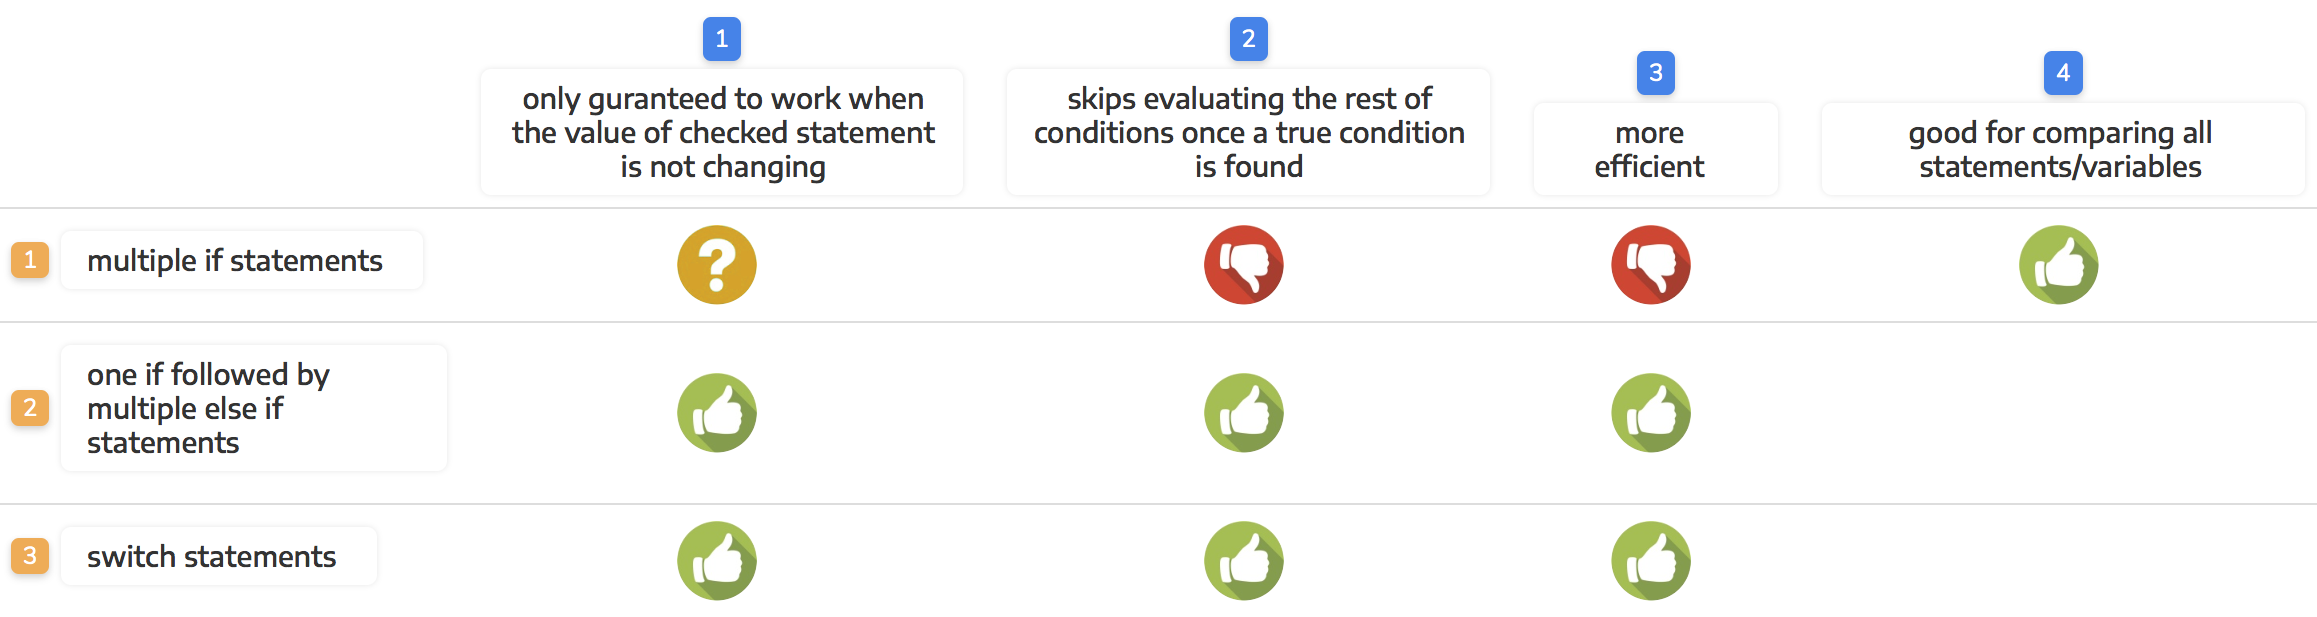 1
2
3
4
only guranteed to work when
the value of checked statement
is not changing
skips evaluating the rest of
conditions once a true condition
is found
more
efficient
good for comparing all
statements/variables
1
multiple if statements
?
2
one if followed by
multiple else if
statements
3
switch statements